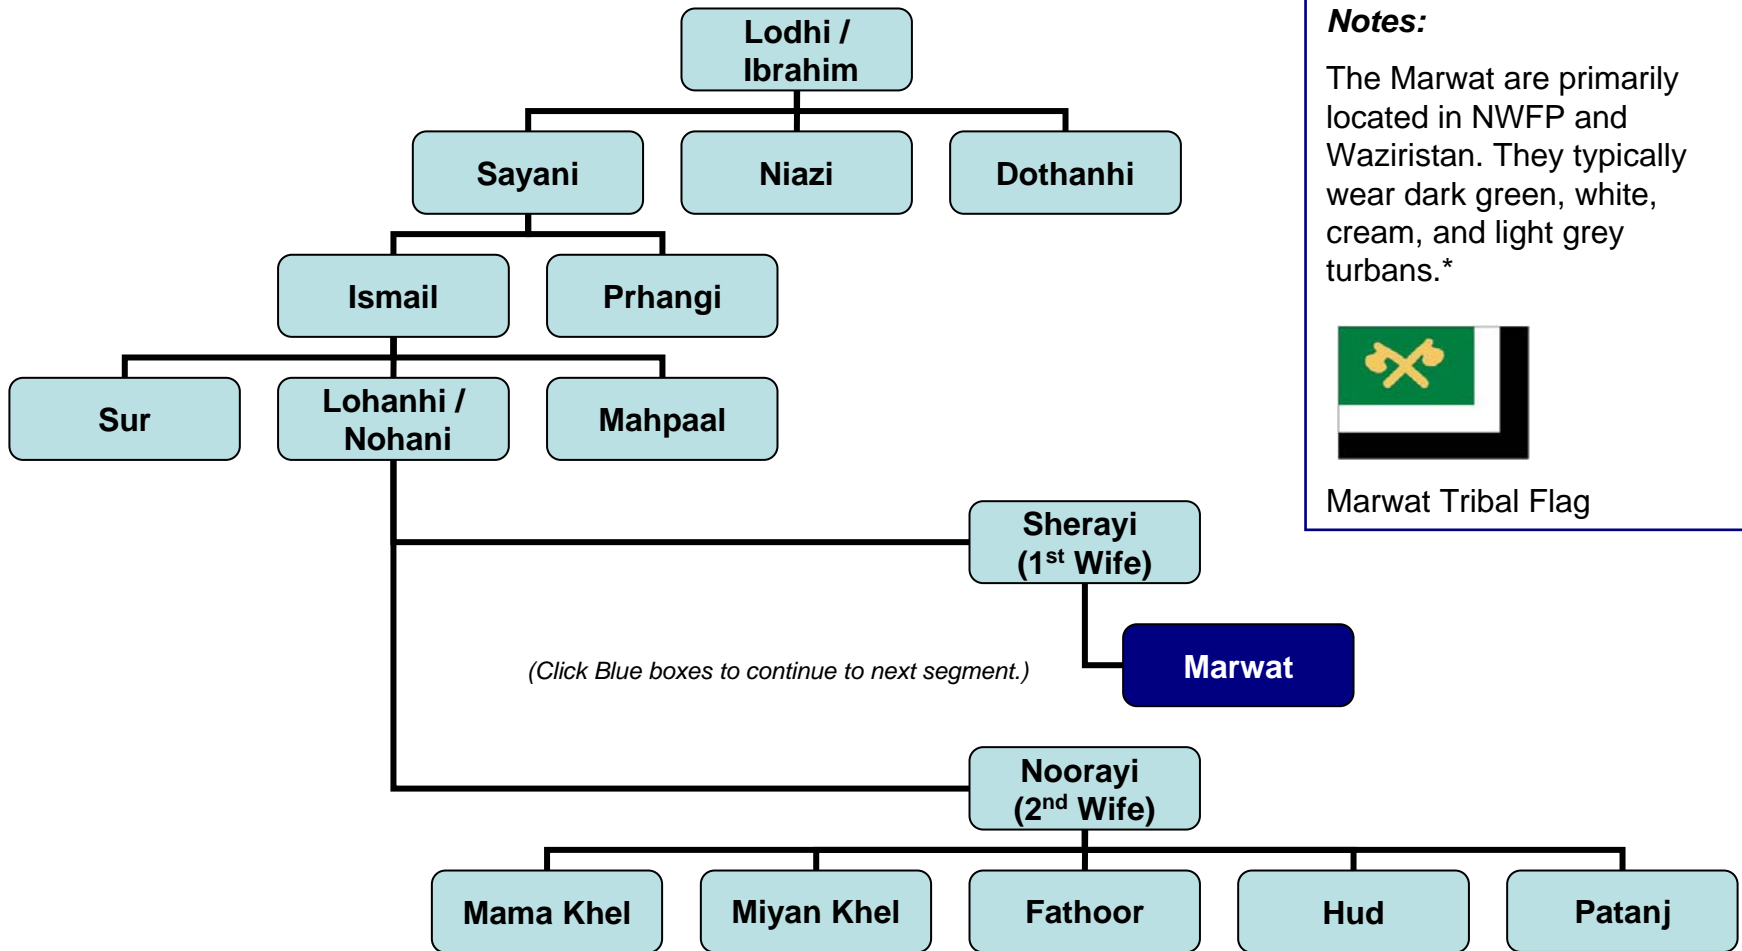 Lodhi /
Ibrahim
Sayani
Niazi
Dothanhi
Ismail
Prhangi
Sur
Lohanhi /
Nohani
Mahpaal
Sherayi
(1st Wife)
(Click Blue boxes to continue to next segment.)
Marwat
Noorayi
(2nd Wife)
Mama Khel
Miyan Khel
Fathoor
Hud
Patanj
Notes:
The Marwat are primarily
located in NWFP and
Waziristan. They typically
wear dark green, white,
cream, and light grey
turbans.*
Marwat Tribal Flag